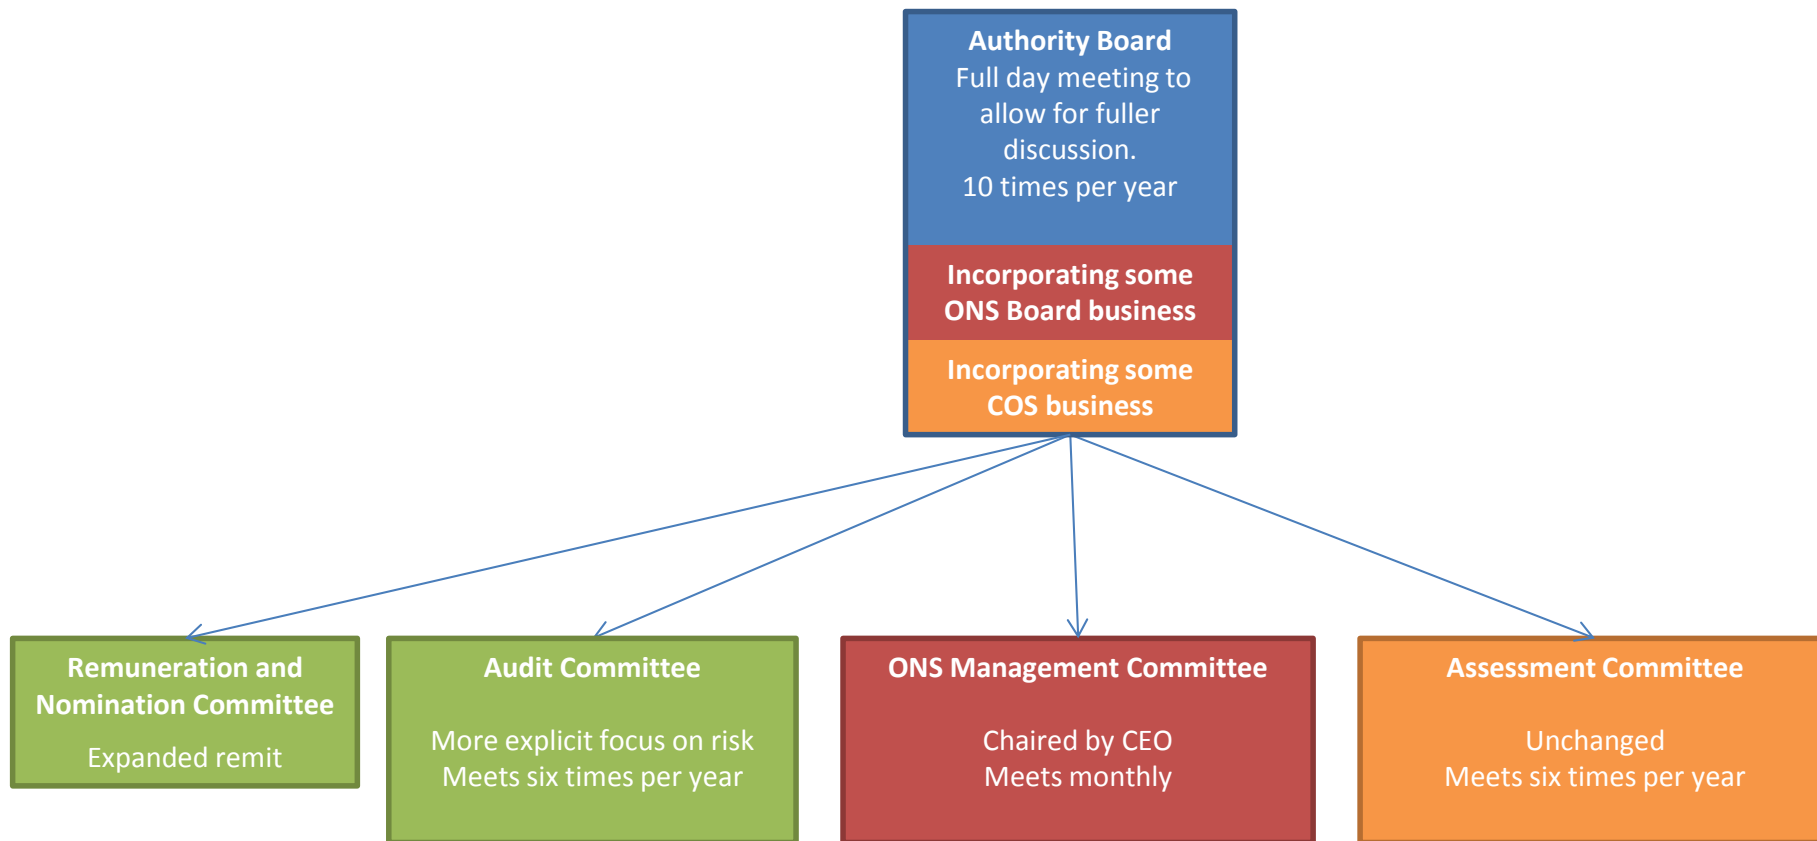 Authority Board
Full day meeting to
allow for fuller
discussion.
10 times per year
Incorporating some
ONS Board business
Incorporating some
COS business
Remuneration and
Nomination Committee
Expanded remit
Audit Committee
More explicit focus on risk
Meets six times per year
ONS Management Committee
Chaired by CEO
Meets monthly
Assessment Committee
Unchanged
Meets six times per year